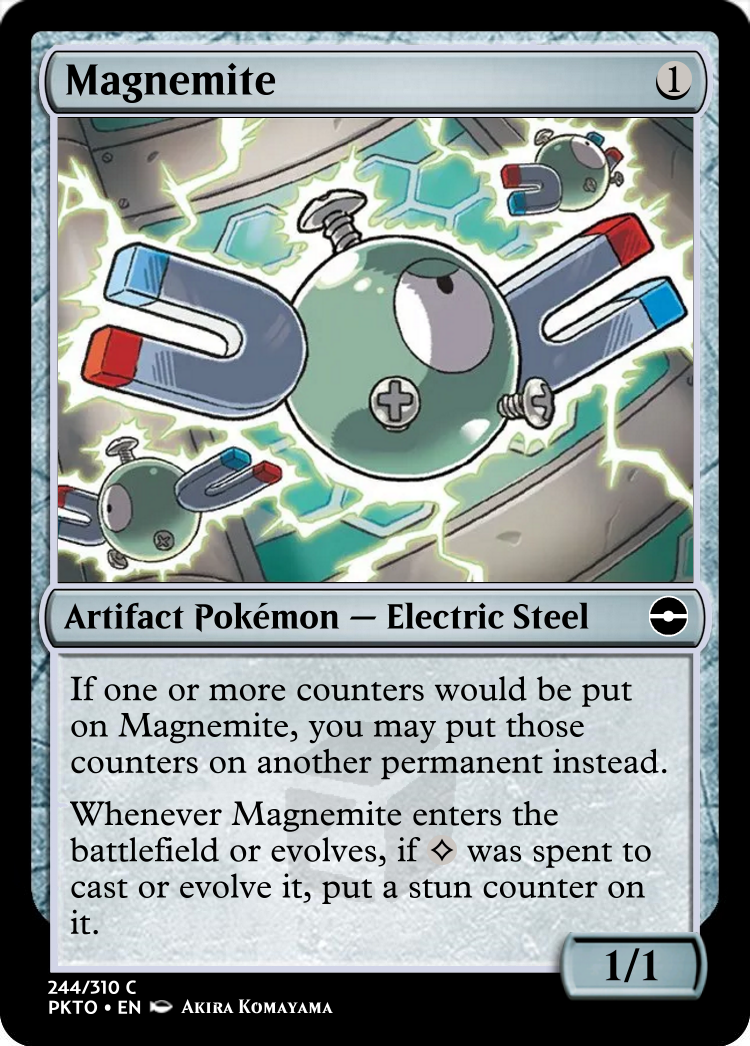 Magnemite 1
Artifact Pokémon — Electric Steel
If one or more counters would be put
on Magnemite, you may put those
counters on another permanent instead.
Whenever Magnemite enters the
battlefield or evolves, if was spent to
cast or evolve it, put a stun counter on
it.
1/1
244/310 C
PKTO • EN Akira Komayama